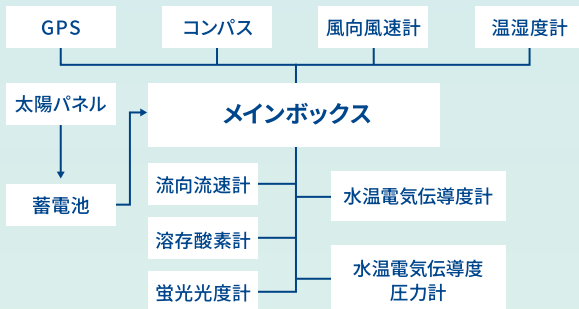 GPS
コンパス
風向風速計
温湿度計
太陽パネル
メインボックス
蓄電池
流向流速計
水温電気伝導度計
溶存酸素計
水温電気伝導度
圧力計
蛍光光度計